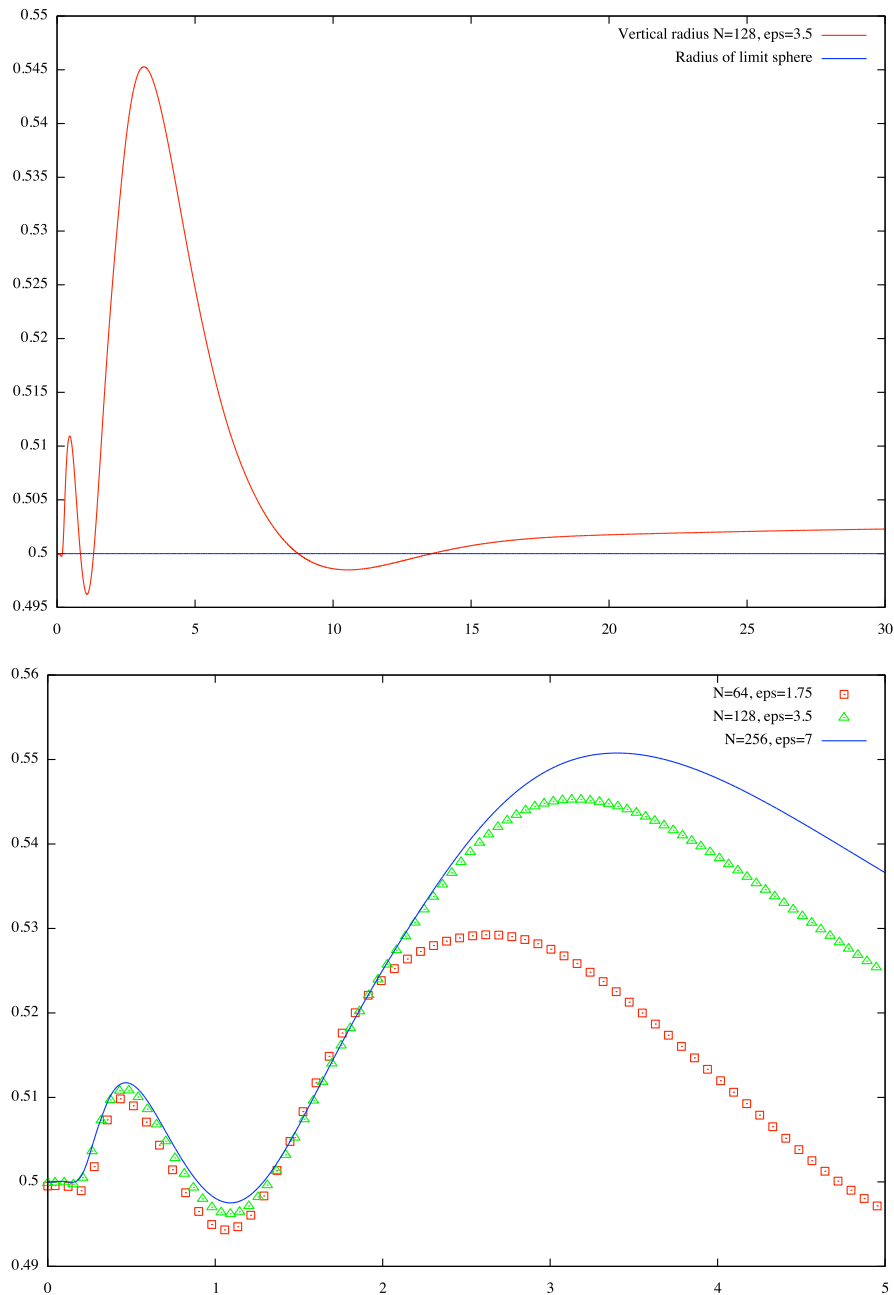 0.55
Vertical radius N=128, eps=3.5
Radius of limit sphere
0.545
0.54
0.535
0.53
0.525
0.52
0.515
0.51
0.505
0.5
0.495
0 5 10 15 20 25 30
0.56
N=64, eps=1.75
N=128, eps=3.5
N=256, eps=7
0.55
0.54
0.53
0.52
0.51
0.5
0.49
0 1 2 3 4 5